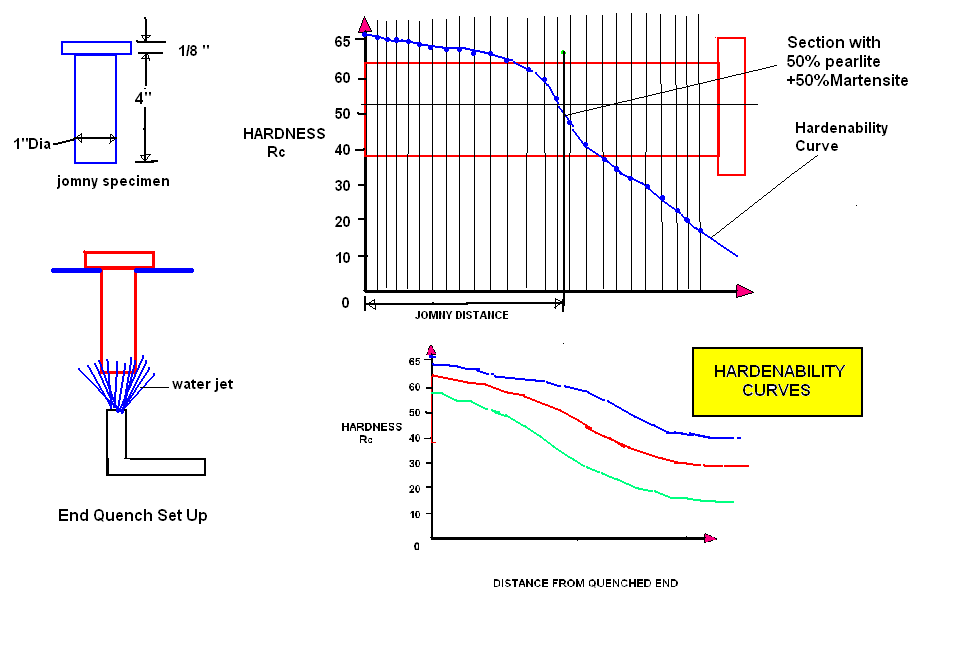 1/8 "
4"
1"Dia
jomny specimen
65
60
50
40
30
20
10
0
HARDNESS
Rc
JOMNY DISTANCE
Section with
50% pearlite
+50%Martensite
Hardenability
Curve
water jet
End Quench Set Up
65
60
50
40
30
20
10
0
HARDNESS
Rc
DISTANCE FROM QUENCHED END
HARDENABILITY
CURVES